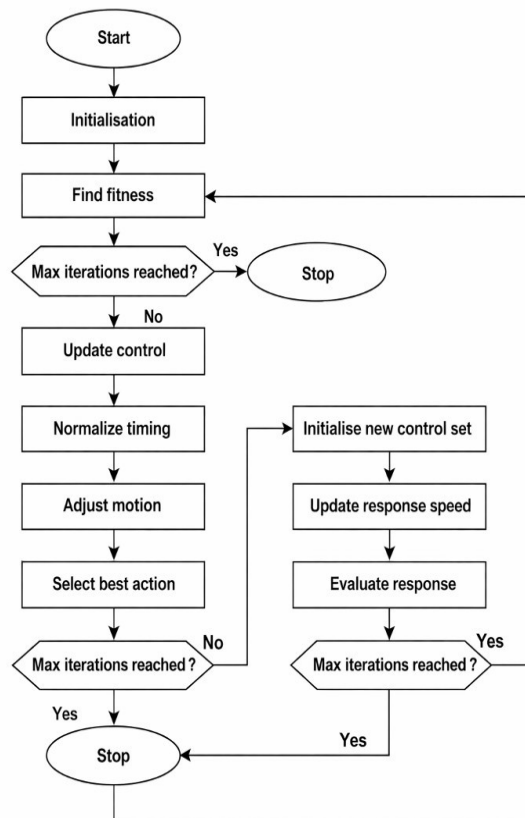 Start
Initialisation
Find fitness
Max iterations reached?
Yes
Stop
No
Update control
Normalize timing
Initialise new control set
Adjust motion
Update response speed
Select best action
Evaluate response
No
Max iterations reached?
Max iterations reached?
Yes
Yes
Yes
Stop